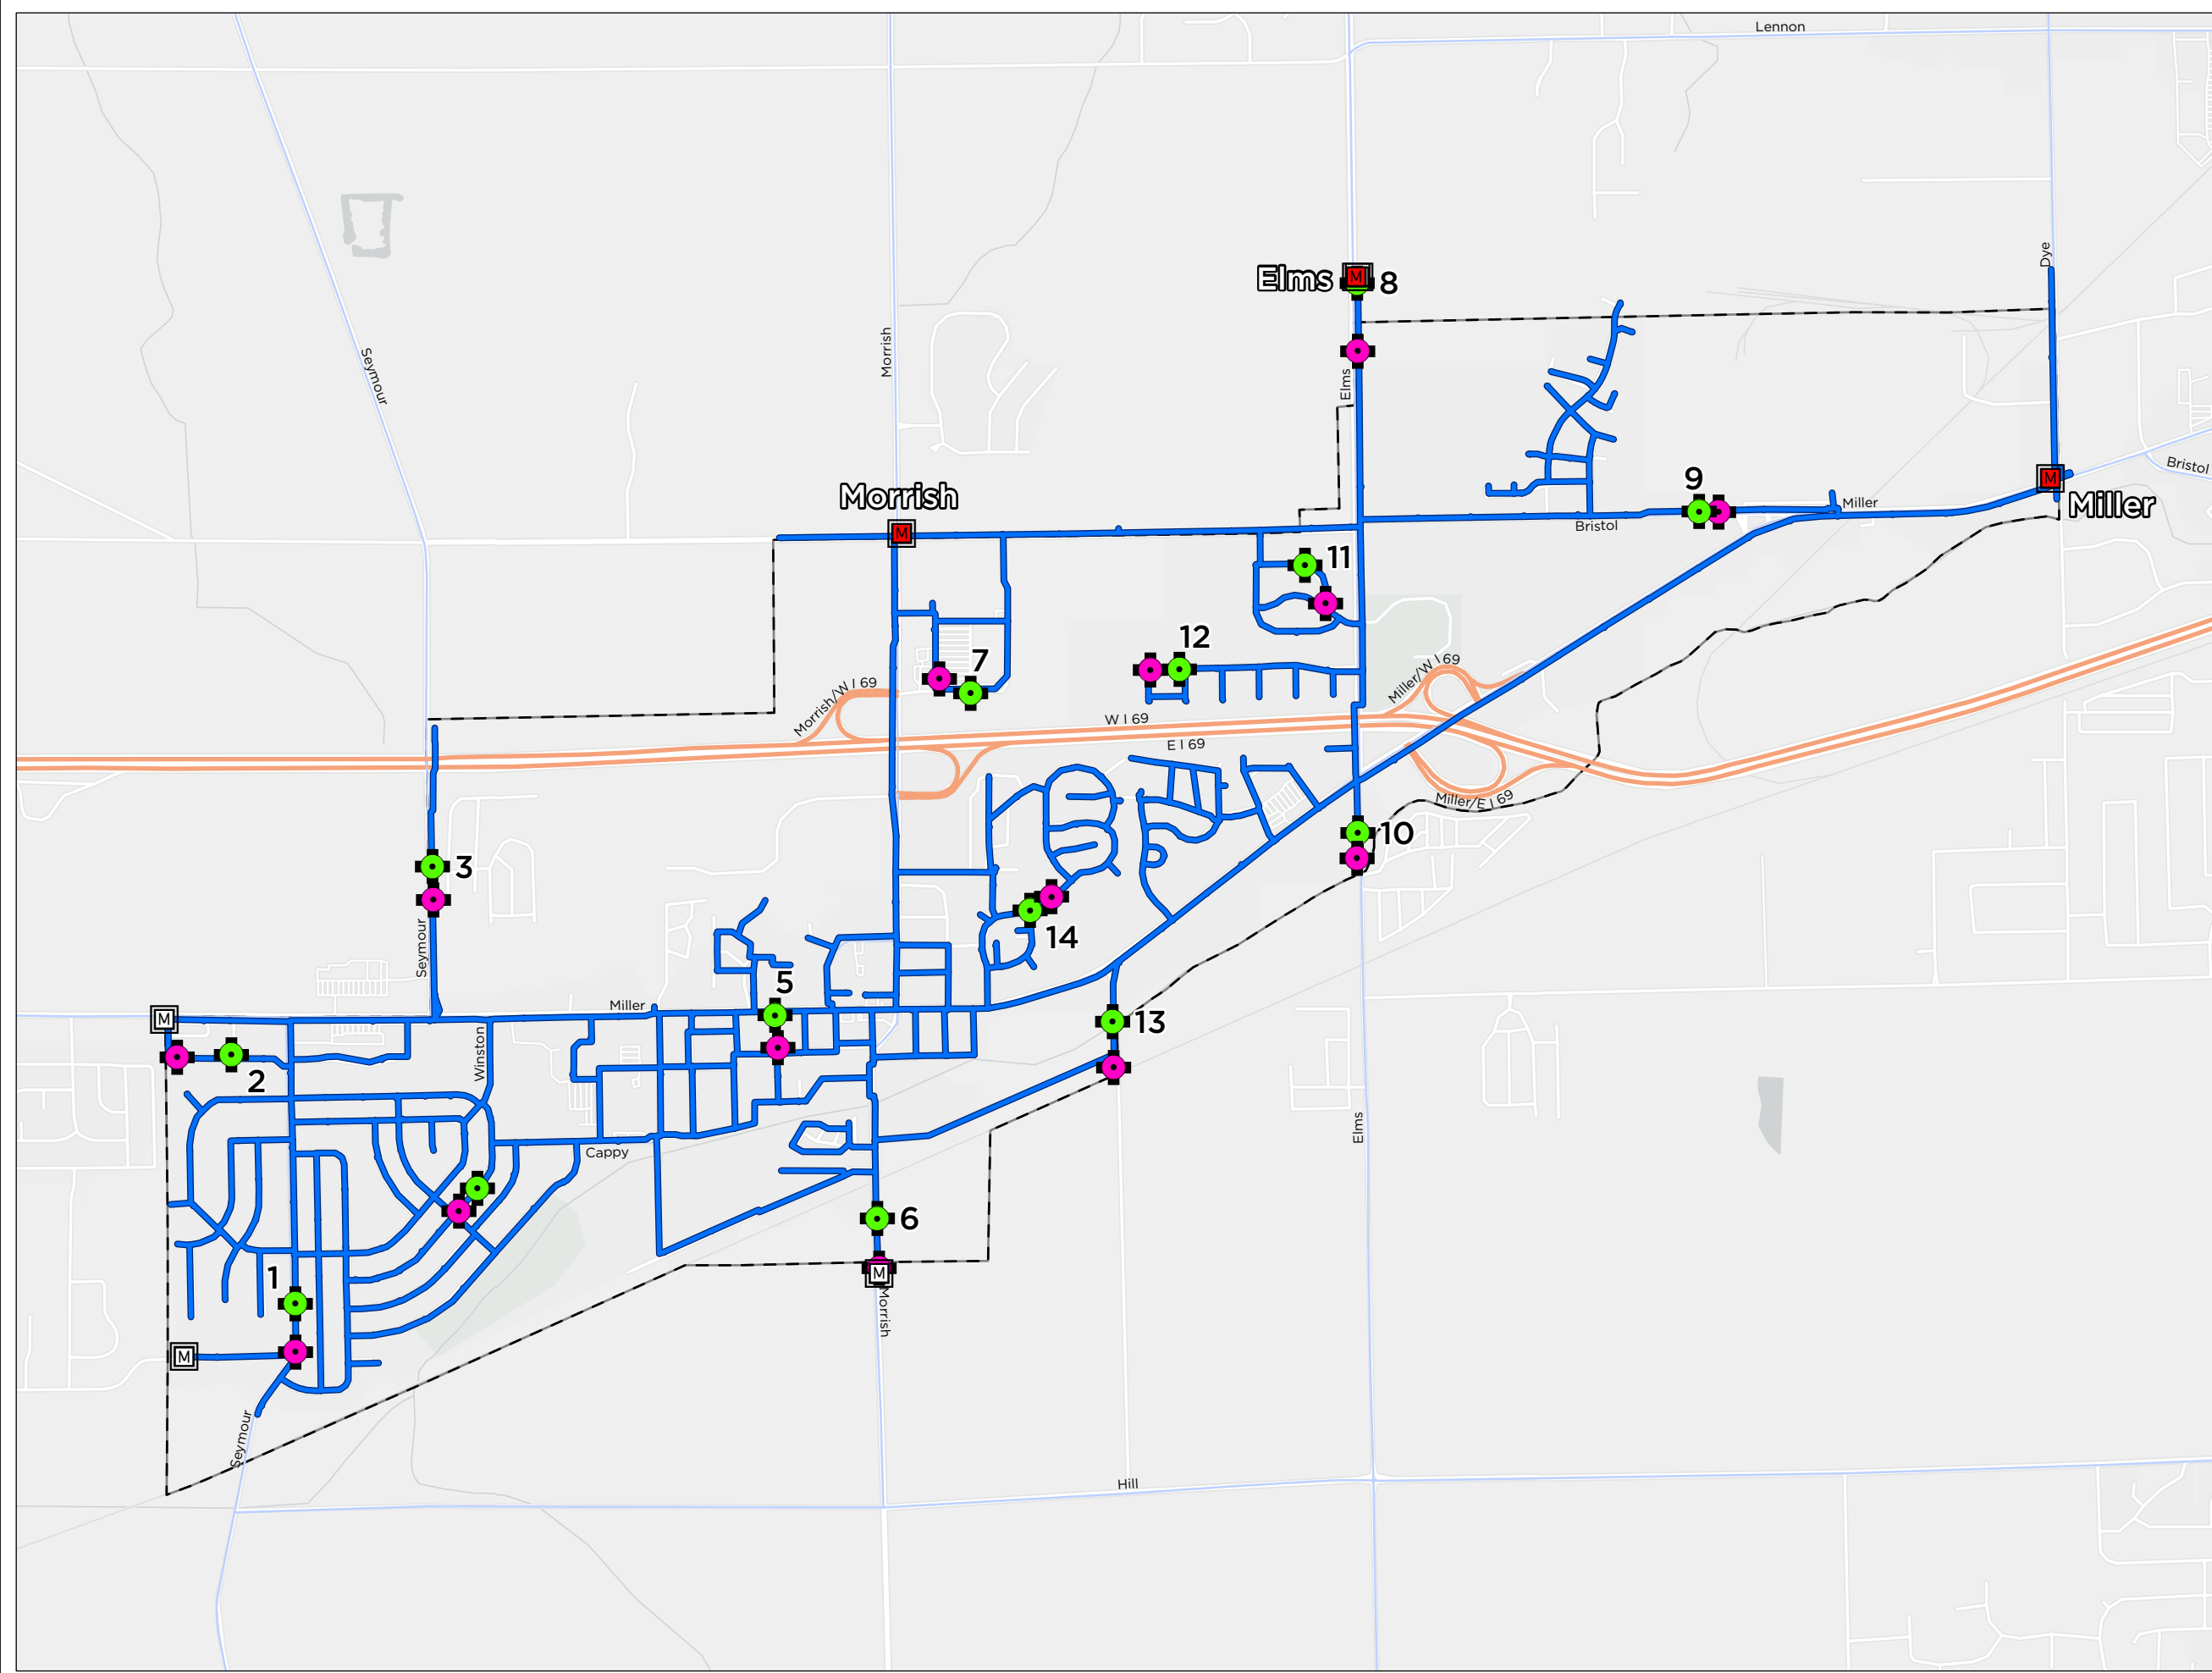 Lennon
Dye
Elms
M
8
Morrish
Seymour
Elms
Bristol
Morrish
M
9
M
Miller
Miller
Bristol
11
12
7
Morrish/W I 69
Miller/W I 69
W I 69
E I 69
Miller/E I 69
10
3
Seymour
14
5
Miller
M
13
Winston
2
Elms
Cappy
6
1
M
Morrish
M
Seymour
Hill